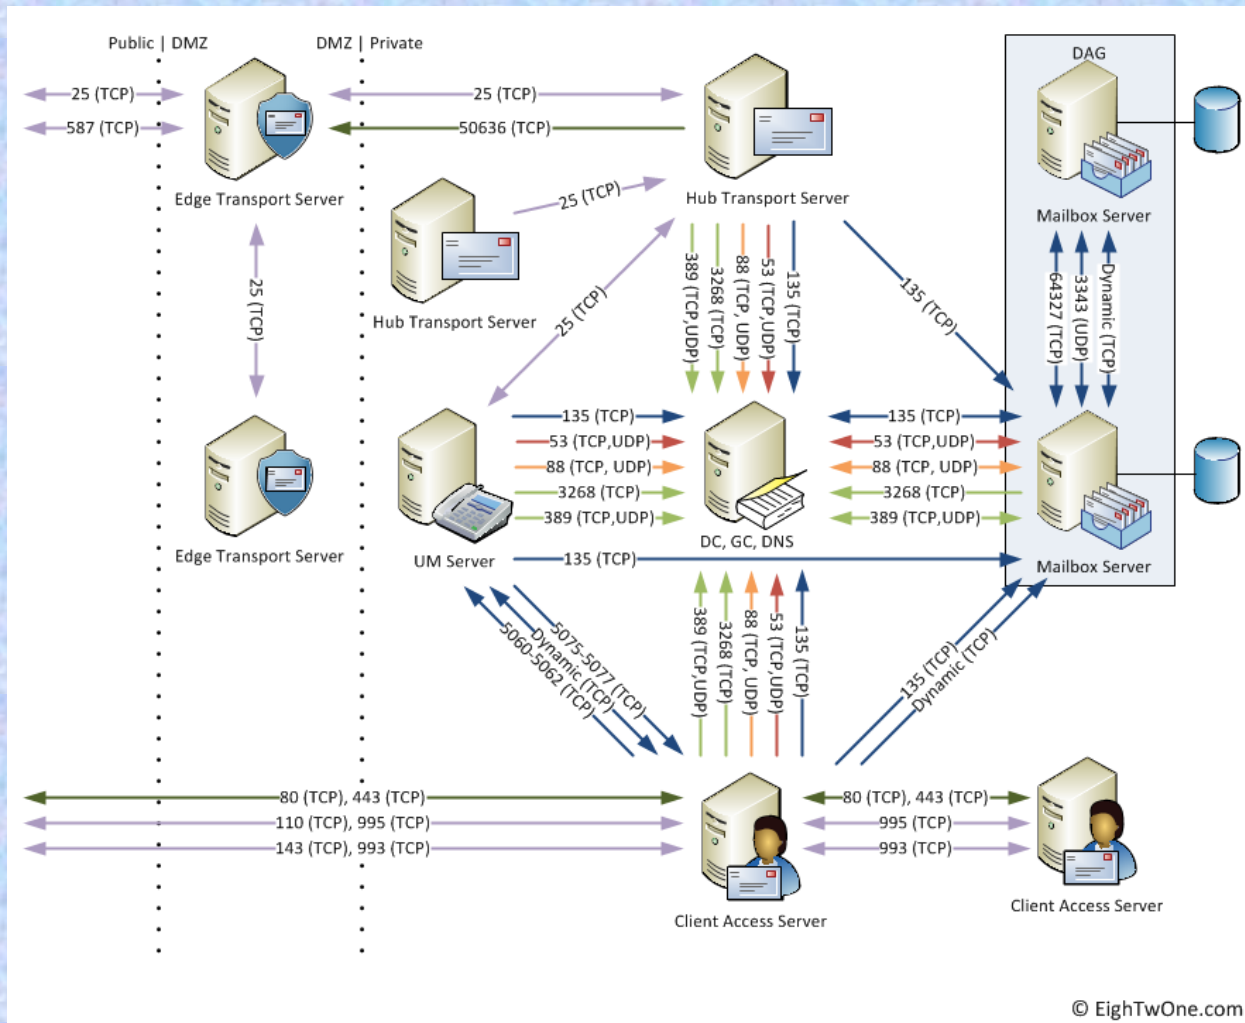 Public | DMZ
DMZ | Private
DAG
25 (TCP)
587 (TCP)
25 (TCP)
50636 (TCP)
Edge Transport Server
Hub Transport Server
Mailbox Server
25 (TCP)
Hub Transport Server
25 (TCP)
25 (TCP)
389 (TCP,UDP)
3268 (TCP)
88 (TCP, UDP)
53 (TCP,UDP)
135 (TCP)
135 (TCP)
64327 (TCP)
3343 (UDP)
Dynamic (TCP)
135 (TCP)
53 (TCP,UDP)
88 (TCP, UDP)
3268 (TCP)
389 (TCP,UDP)
135 (TCP)
53 (TCP,UDP)
88 (TCP, UDP)
3268 (TCP)
389 (TCP,UDP)
Edge Transport Server
UM Server
DC, GC, DNS
Mailbox Server
135 (TCP)
5075-5077 (TCP)
Dynamic (TCP)
5060-5062 (TCP)
389 (TCP,UDP)
3268 (TCP)
88 (TCP, UDP)
53 (TCP,UDP)
135 (TCP)
135 (TCP)
Dynamic (TCP)
80 (TCP), 443 (TCP)
110 (TCP), 995 (TCP)
143 (TCP), 993 (TCP)
80 (TCP), 443 (TCP)
995 (TCP)
993 (TCP)
Client Access Server
Client Access Server
© EighTwOne.com